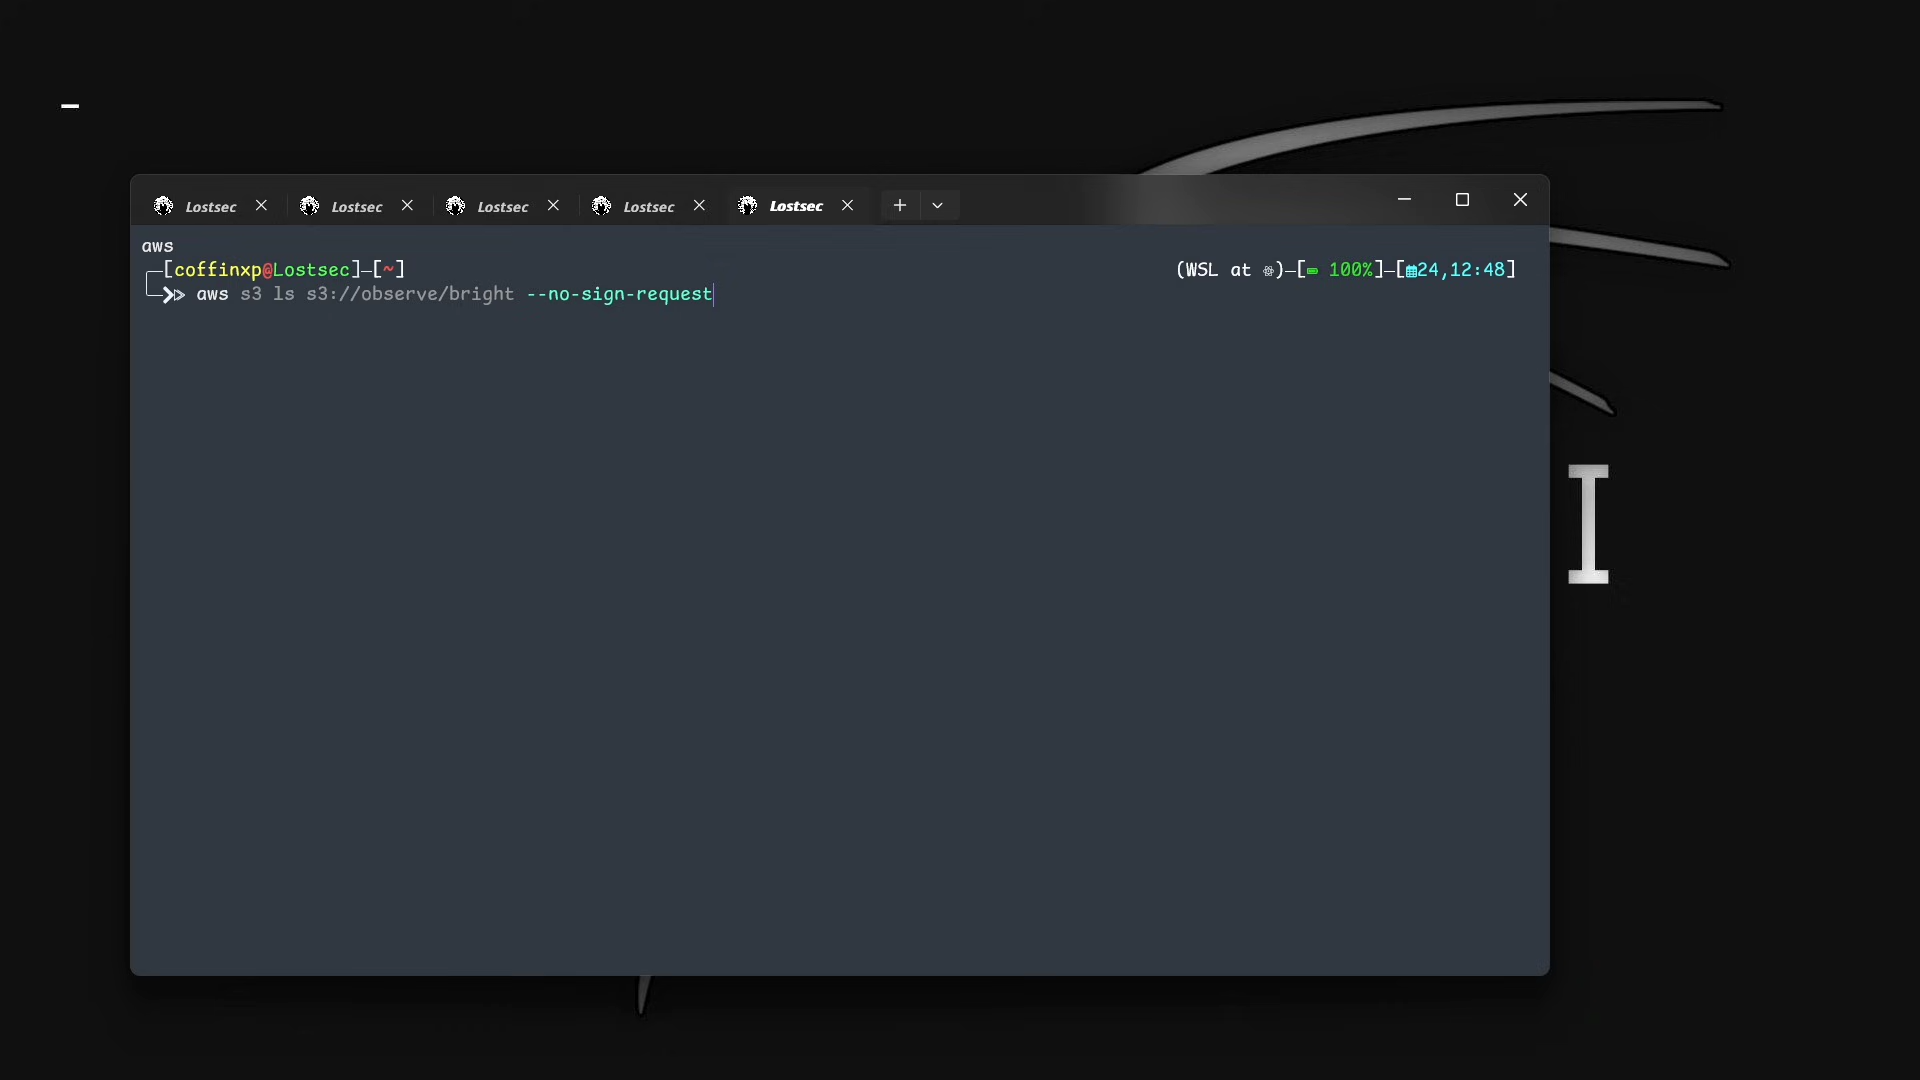 Lostsec Lostsec Lostsec Lostsec Lostsec
aws
[coffinxp@Lostsec]-[~] (WSL at )-[ 100%]-[24,12:48]
aws s3 ls s3://observe/bright --no-sign-request